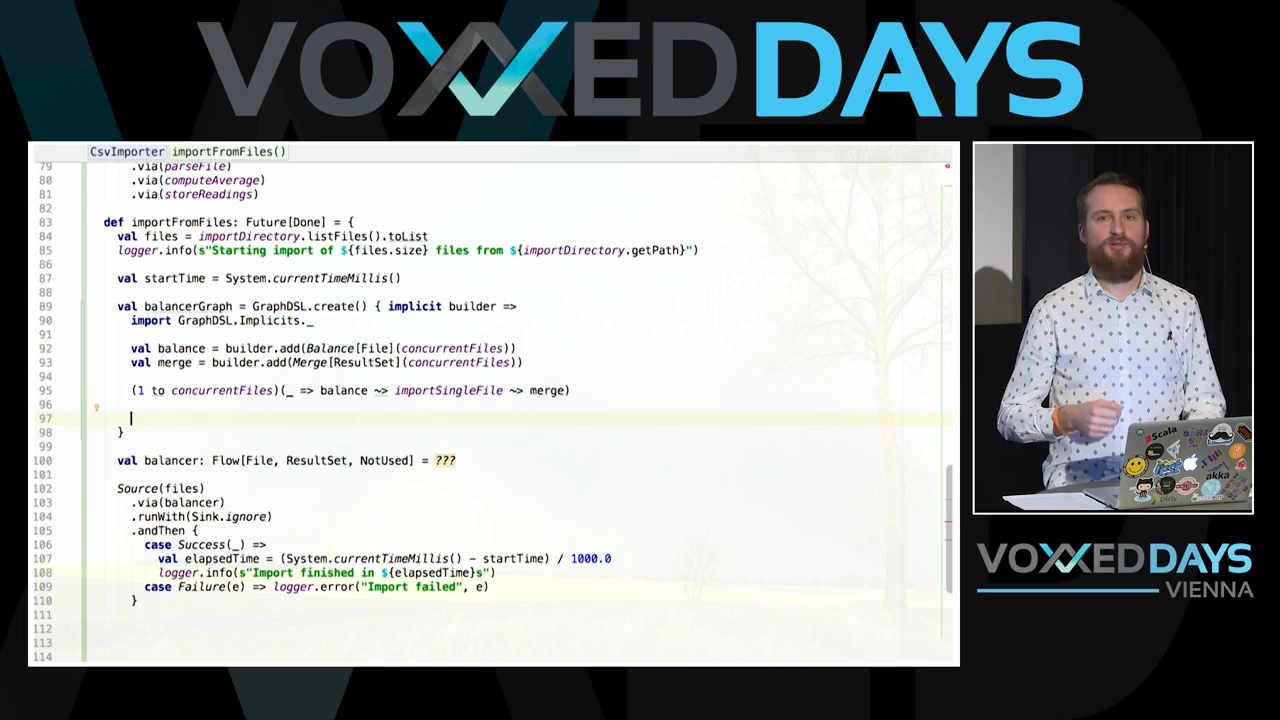 VOXXED DAYS
CsvImporter importFromFiles()
79 .via(parseFile)
80 .via(computeAverage)
81 .via(storeReadings)
82
83 def importFromFiles: Future[Done] = {
84 val files = importDirectory.listFiles().toList
85 logger.info(s"Starting import of ${files.size} files from ${importDirectory.getPath}")
86
87 val startTime = System.currentTimeMillis()
88
89 val balancerGraph = GraphDSL.create() { implicit builder =>
90 import GraphDSL.Implicits._
91
92 val balance = builder.add(Balance[File](concurrentFiles))
93 val merge = builder.add(Merge[ResultSet](concurrentFiles))
94
95 (1 to concurrentFiles)(_ => balance ~> importSingleFile ~> merge)
96
97
98 }
99
100 val balancer: Flow[File, ResultSet, NotUsed] = ???
101
102 Source(files)
103 .via(balancer)
104 .runWith(Sink.ignore)
105 .andThen {
106 case Success(_) =>
107 val elapsedTime = (System.currentTimeMillis() - startTime) / 1000.0
108 logger.info(s"Import finished in ${elapsedTime}s")
109 case Failure(e) => logger.error("Import failed", e)
110 }
111
112
113
114
Scala
test
akka
play
VOXXED DAYS
VIENNA